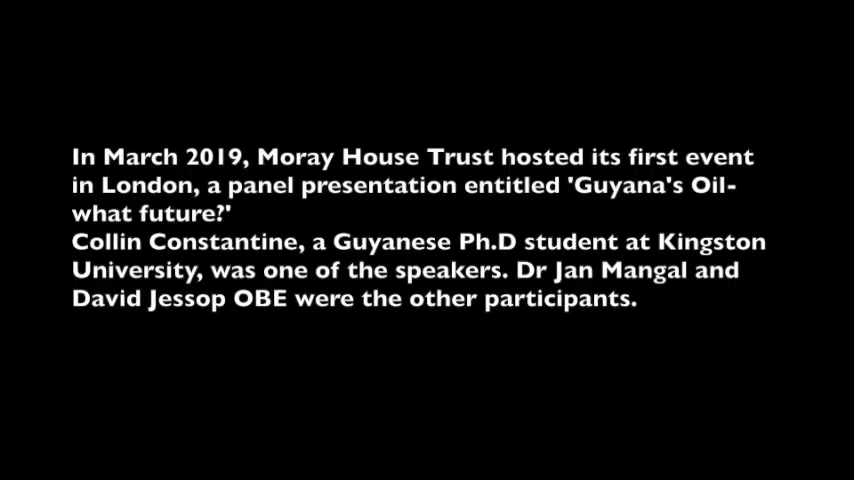 In March 2019, Moray House Trust hosted its first event
in London, a panel presentation entitled 'Guyana's Oil-
what future?'
Collin Constantine, a Guyanese Ph.D student at Kingston
University, was one of the speakers. Dr Jan Mangal and
David Jessop OBE were the other participants.